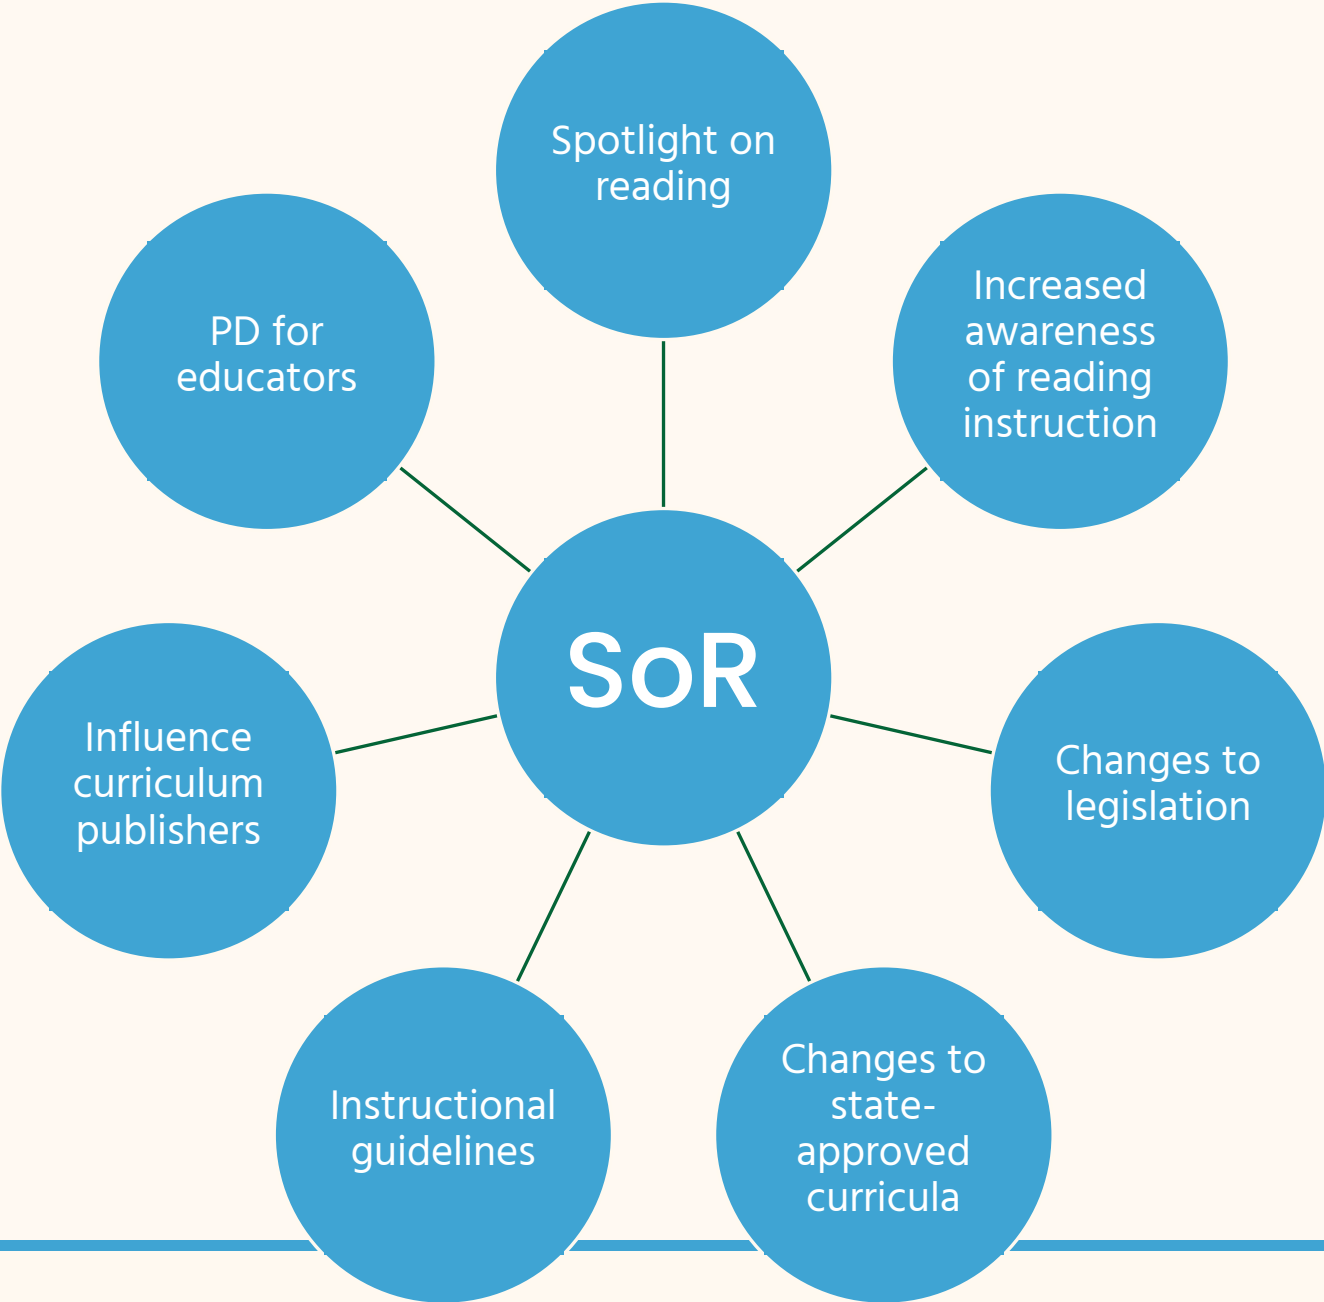 Spotlight on
reading
Increased
awareness
of reading
instruction
Changes to
legislation
Changes to
state-
approved
curricula
Instructional
guidelines
Influence
curriculum
publishers
PD for
educators
SoR